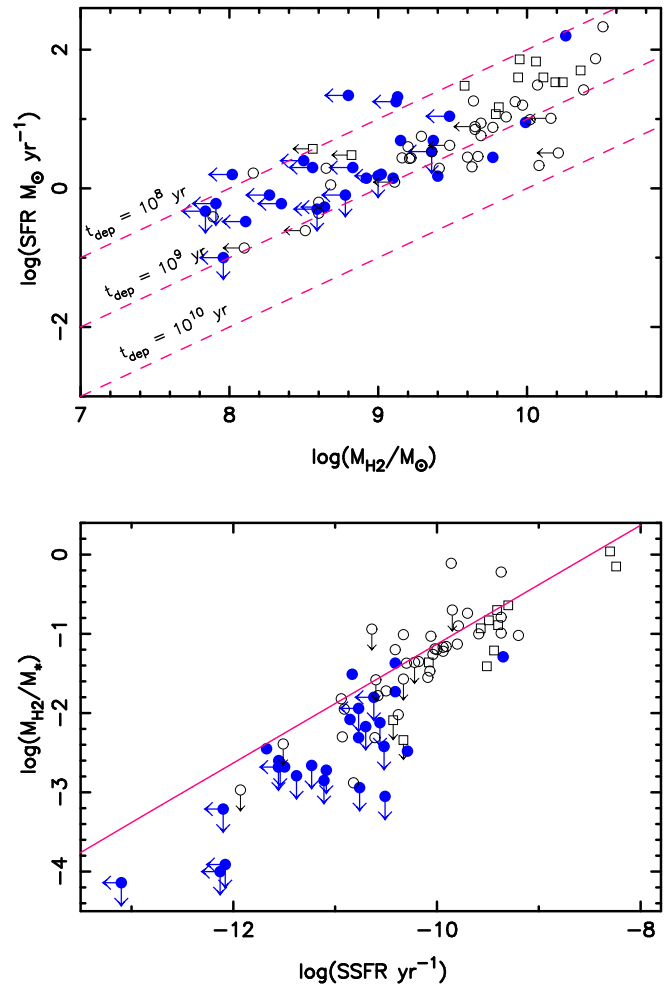 2
0
−2
log(SFR M⊙ yr⁻¹)
t_dep = 10⁸ yr
t_dep = 10⁹ yr
t_dep = 10¹⁰ yr
7 8 9 10
log(M_H2/M⊙)
0
−1
−2
−3
−4
log(M_H2/M_*)
−12 −10 −8
log(SSFR yr⁻¹)